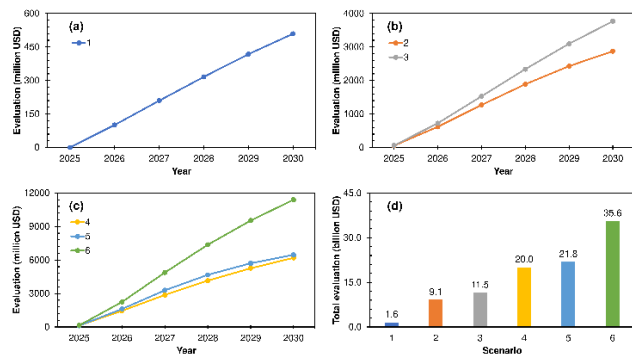 (a)
1
Evaluation (million USD)
600
450
300
150
0
2025 2026 2027 2028 2029 2030
Year
(b)
2
3
Evaluation (million USD)
4000
3000
2000
1000
0
2025 2026 2027 2028 2029 2030
Year
(c)
4
5
6
Evaluation (million USD)
12000
9000
6000
3000
0
2025 2026 2027 2028 2029 2030
Year
(d)
Total evaluation (billion USD)
45.0
30.0
15.0
0.0
1.6
9.1
11.5
20.0
21.8
35.6
1 2 3 4 5 6
Scenario